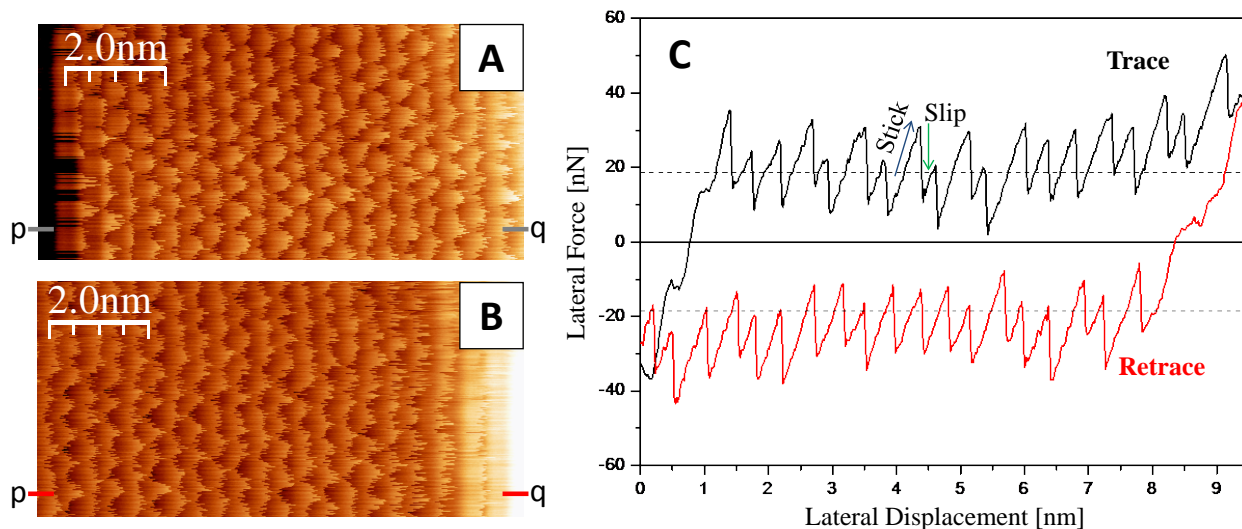 2.0nm
A
p
q
2.0nm
B
p
q
C
Trace
Stick
Slip
Retrace
Lateral Force [nN]
60
40
20
0
-20
-40
-60
0 1 2 3 4 5 6 7 8 9
Lateral Displacement [nm]